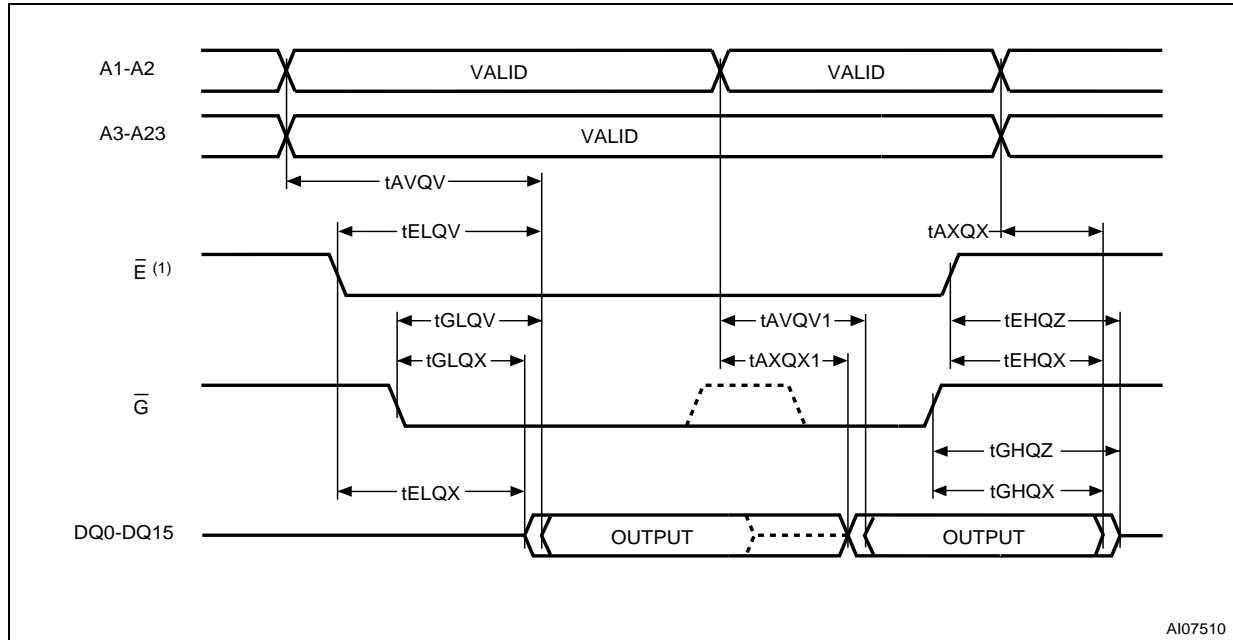 A1-A2
VALID
VALID
A3-A23
VALID
tAVQV
tELQV
tAXQX
Ē (1)
tGLQV
tAVQV1
tEHQZ
tGLQX
tAXQX1
tEHQX
G̅
tGHQZ
tELQX
tGHQX
DQ0-DQ15
OUTPUT
OUTPUT
AI07510